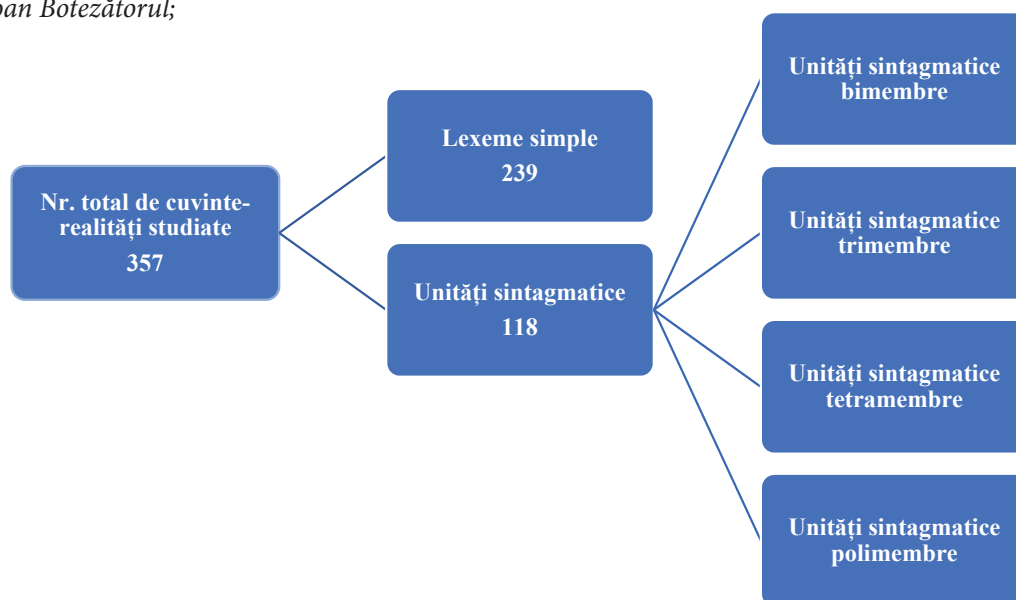 Botezătorul;
Nr. total de cuvinte-
realități studiate
357
Lexeme simple
239
Unități sintagmatice
118
Unități sintagmatice
bimembre
Unități sintagmatice
trimembre
Unități sintagmatice
tetramembre
Unități sintagmatice
polimembre